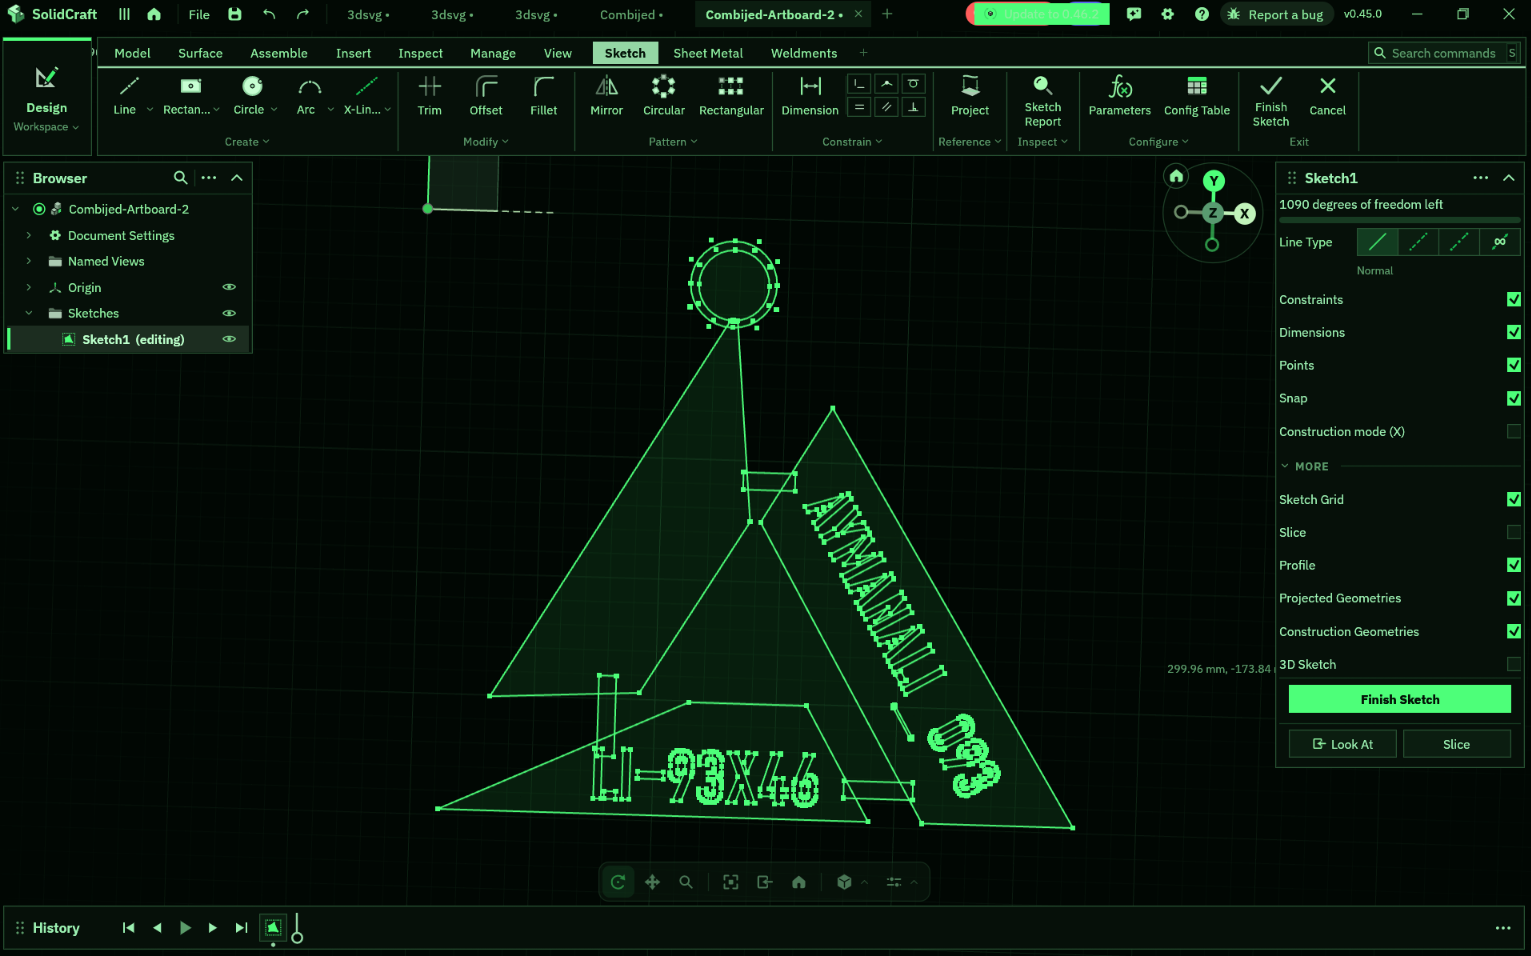 SolidCraft
File
3dsvg •
3dsvg •
3dsvg •
Combijed •
Combijed-Artboard-2 •
Report a bug
v0.45.0
Design
Workspace
Model
Surface
Assemble
Insert
Inspect
Manage
View
Sketch
Sheet Metal
Weldments
Search commands
S
Line
Rectan...
Circle
Arc
X-Lin...
Trim
Offset
Fillet
Mirror
Circular
Rectangular
Dimension
Project
Sketch Report
Parameters
Config Table
Finish Sketch
Cancel
Create
Modify
Pattern
Constrain
Reference
Inspect
Configure
Exit
Browser
Combijed-Artboard-2
Document Settings
Named Views
Origin
Sketches
Sketch1 (editing)
Y
Z
X
Sketch1
1090 degrees of freedom left
Line Type
Normal
Constraints
Dimensions
Points
Snap
Construction mode (X)
MORE
Sketch Grid
Slice
Profile
Projected Geometries
Construction Geometries
3D Sketch
299.96 mm, -173.84
Finish Sketch
Look At
Slice
-93X46
History